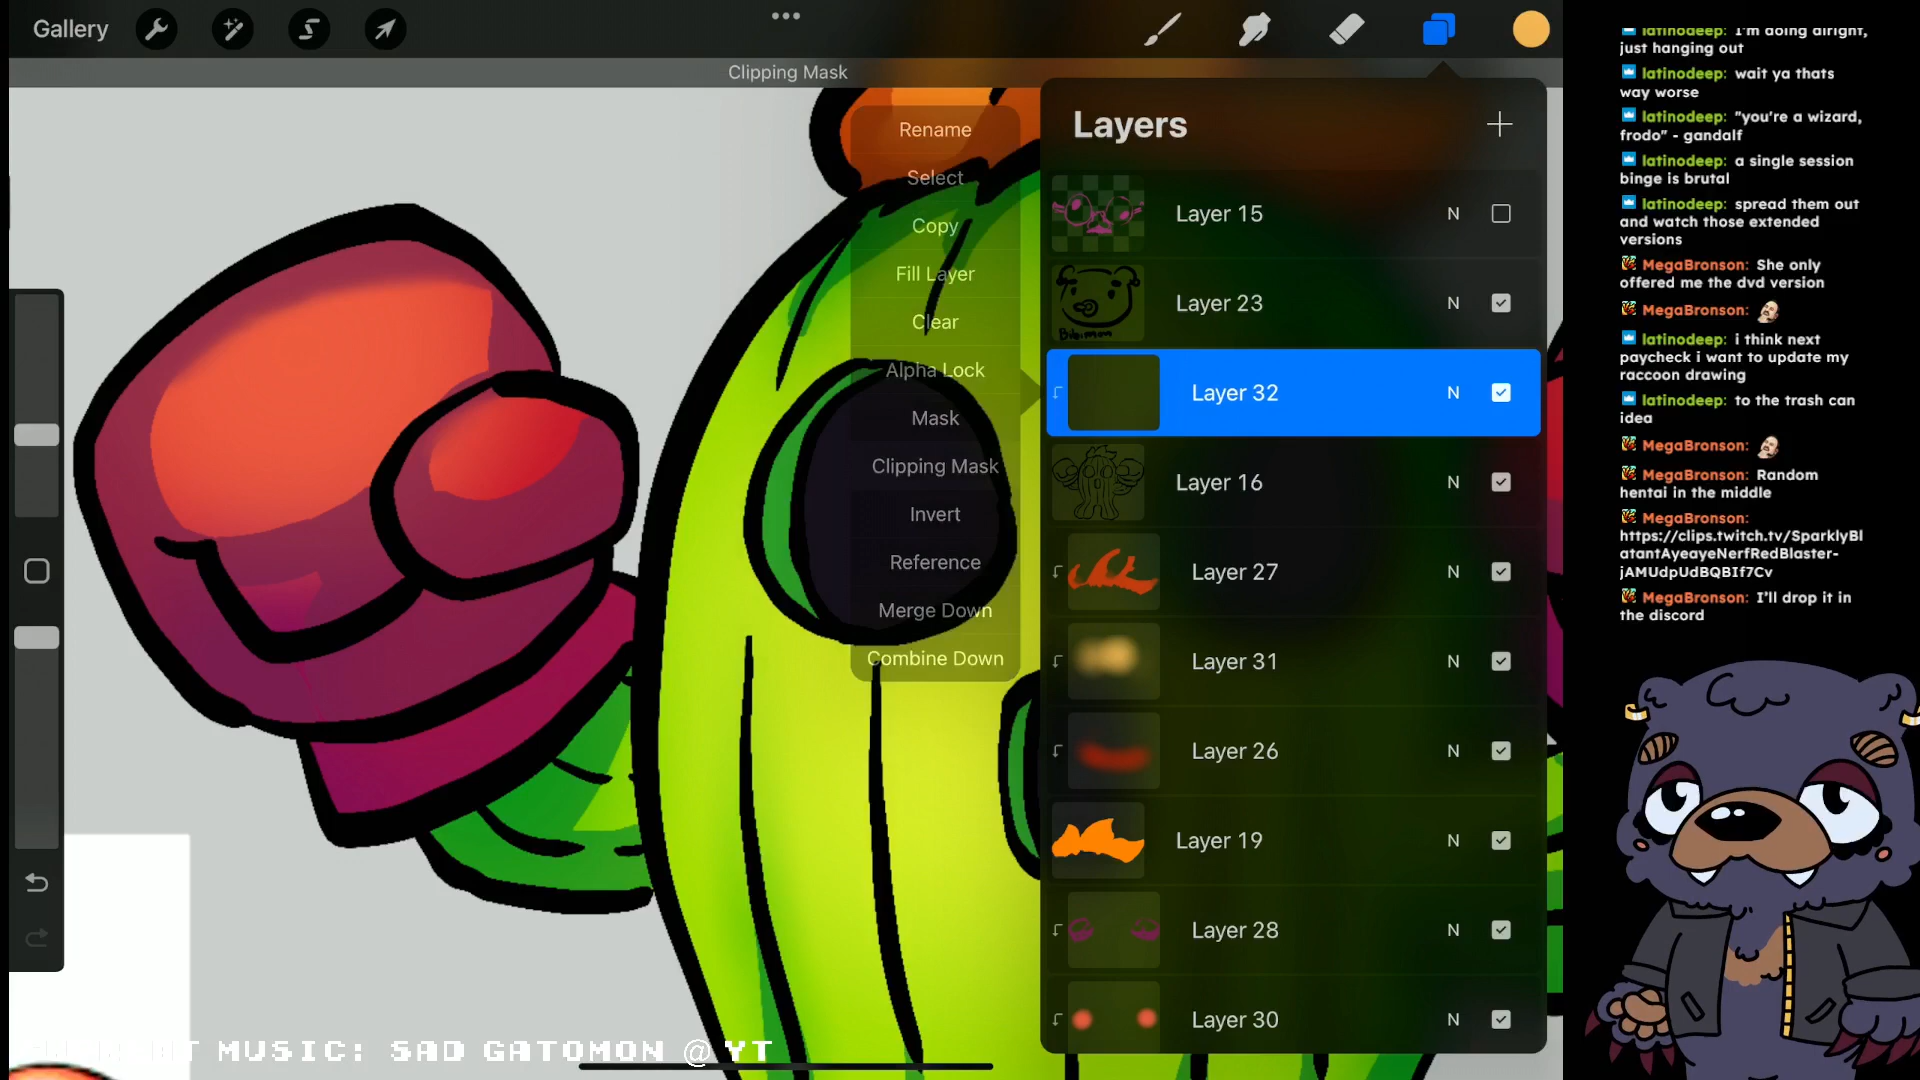 Gallery
Clipping Mask
Rename
Select
Copy
Fill Layer
Clear
Alpha Lock
Mask
Clipping Mask
Invert
Reference
Merge Down
Combine Down
Layers
Layer 15 N
Layer 23 N
Layer 32 N
Layer 16 N
Layer 27 N
Layer 31 N
Layer 26 N
Layer 19 N
Layer 28 N
Layer 30 N
Bibimon
MUSIC: SAD GATOMON @ YT
latinodeep: I'm doing alright,
just hanging out
latinodeep: wait ya thats
way worse
latinodeep: "you're a wizard,
frodo" - gandalf
latinodeep: a single session
binge is brutal
latinodeep: spread them out
and watch those extended
versions
MegaBronson: She only
offered me the dvd version
MegaBronson:
latinodeep: i think next
paycheck i want to update my
raccoon drawing
latinodeep: to the trash can
idea
MegaBronson:
MegaBronson: Random
hentai in the middle
MegaBronson:
https://clips.twitch.tv/SparklyBl
atantAyeayeNerfRedBlaster-
jAMUdpUdBQBIf7Cv
MegaBronson: I'll drop it in
the discord